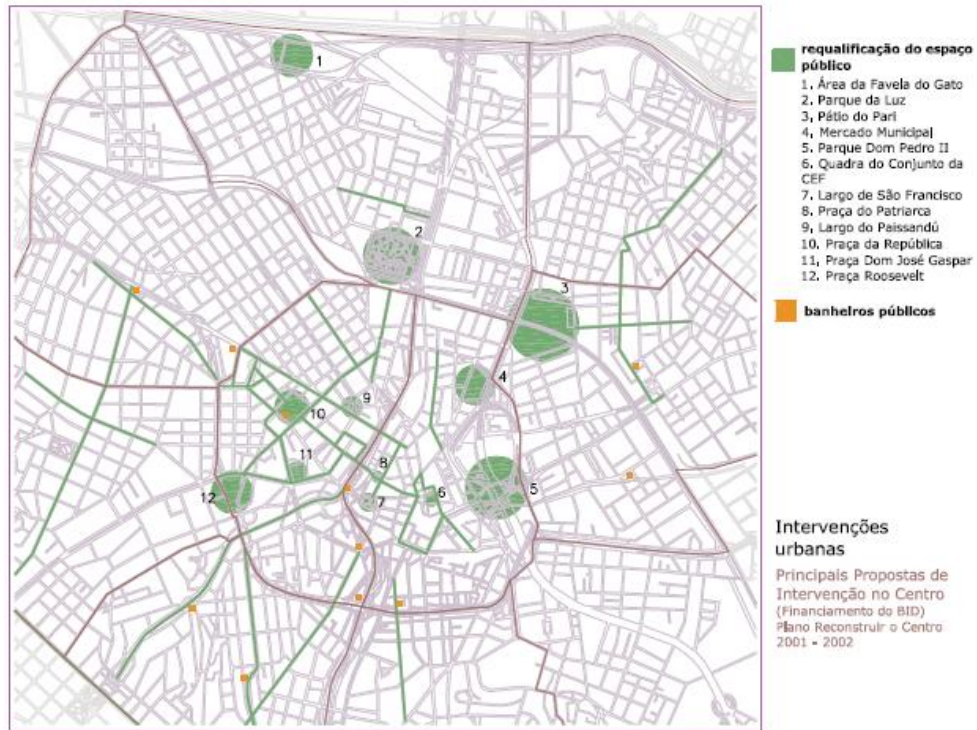 requalificação do espaço
público
1. Área da Favela do Gato
2. Parque da Luz
3, Pátio do Pari
4, Mercado Municipal
5. Parque Dom Pedro II
6. Quadra do Conjunto da
CEF
7. Largo de São Francisco
8. Praça do Patriarca
9, Largo do Paissandú
10. Praça da República
11, Praça Dom José Gaspar
12. Praça Roosevelt
banheiros públicos
1
2
3
4
9
10
11
8
12
7
6
5
Intervenções
urbanas
Principais Propostas de
Intervenção no Centro
(Financiamento do BID)
Plano Reconstruir o Centro
2001 - 2002